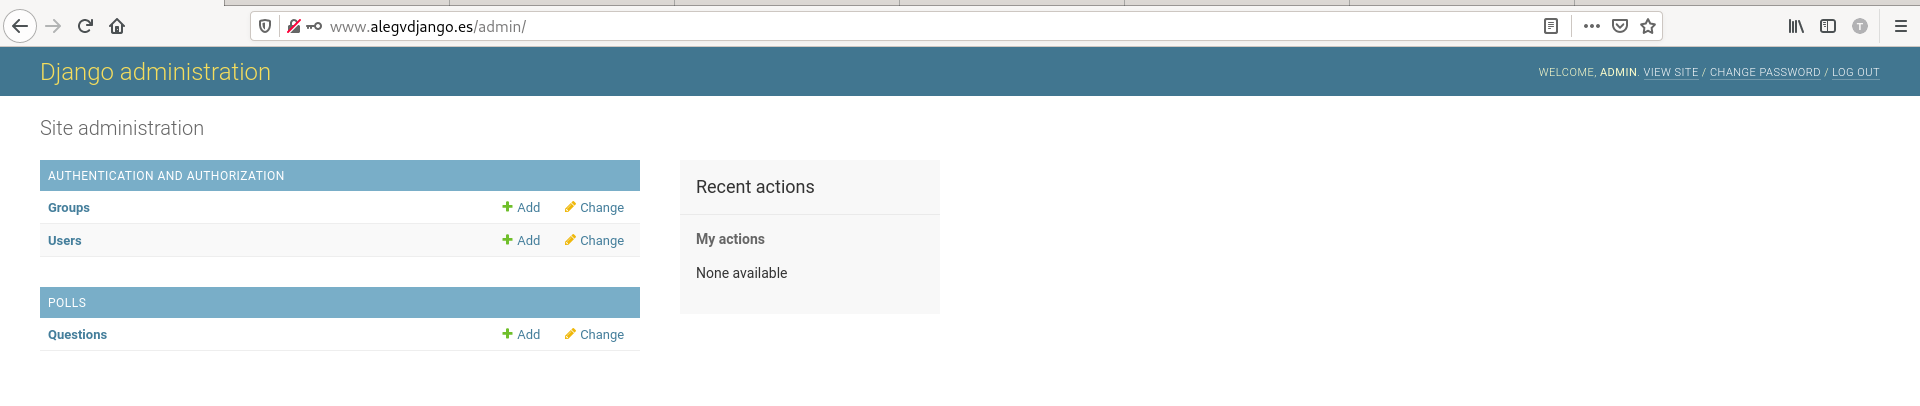 www.alegvdjango.es/admin/
T
Django administration
WELCOME, ADMIN. VIEW SITE / CHANGE PASSWORD / LOG OUT
Site administration
AUTHENTICATION AND AUTHORIZATION
Groups Add Change
Users Add Change
POLLS
Questions Add Change
Recent actions
My actions
None available